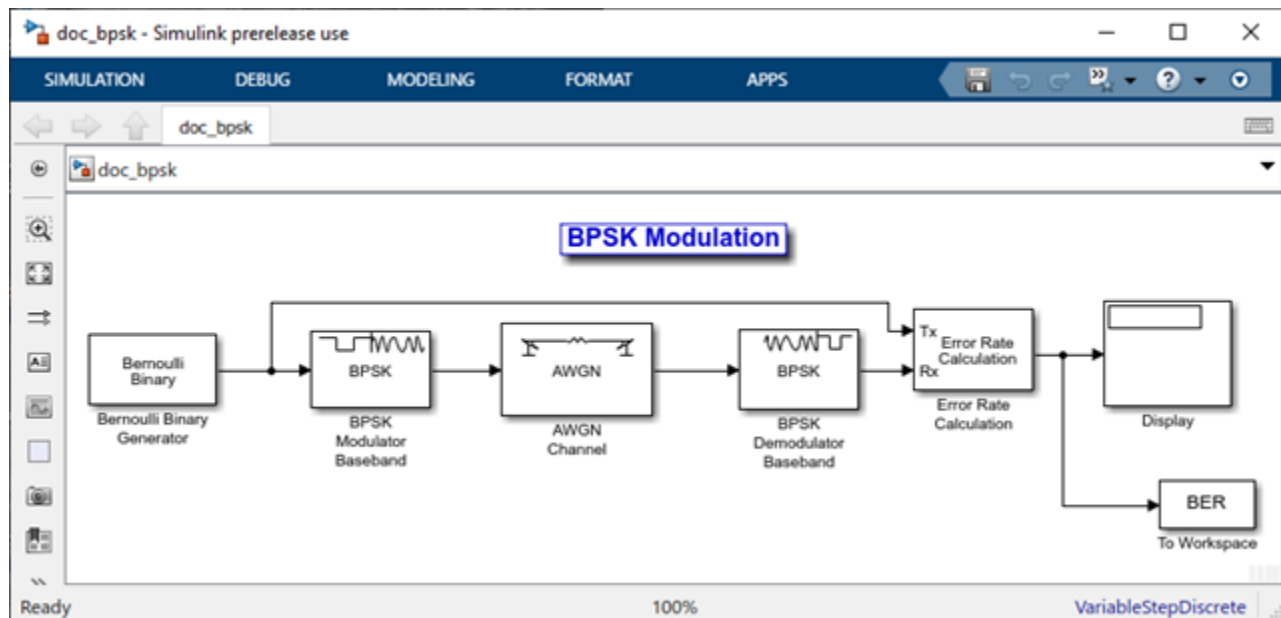 doc_bpsk - Simulink prerelease use
SIMULATION DEBUG MODELING FORMAT APPS
doc_bpsk
doc_bpsk
BPSK Modulation
Bernoulli
Binary
Bernoulli Binary
Generator
BPSK
BPSK
Modulator
Baseband
AWGN
AWGN
Channel
BPSK
BPSK
Demodulator
Baseband
Tx
Rx
Error Rate
Calculation
Error Rate
Calculation
Display
BER
To Workspace
Ready 100% VariableStepDiscrete